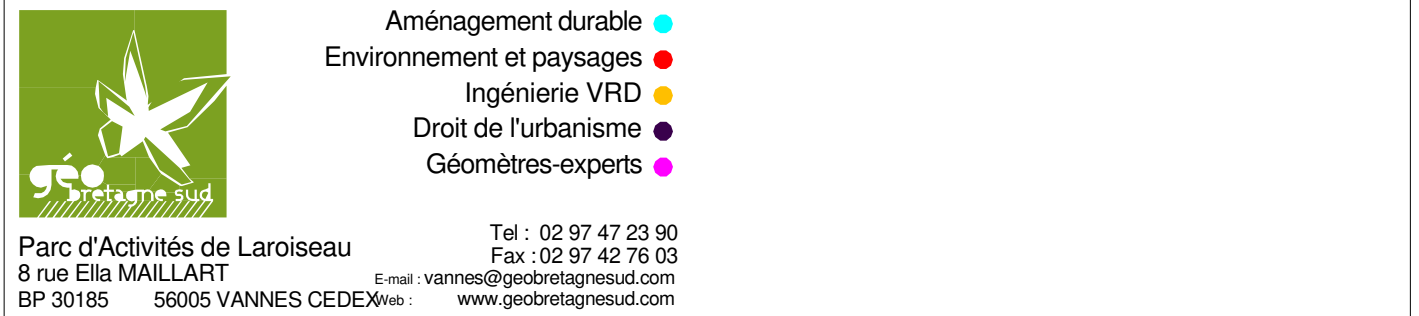 Aménagement durable
Environnement et paysages
Ingénierie VRD
Droit de l'urbanisme
Géomètres-experts
géo
bretagne sud
Parc d'Activités de Laroiseau
8 rue Ella MAILLART
BP 30185 56005 VANNES CEDEX
Tel : 02 97 47 23 90
Fax : 02 97 42 76 03
E-mail : vannes@geobretagnesud.com
Web : www.geobretagnesud.com